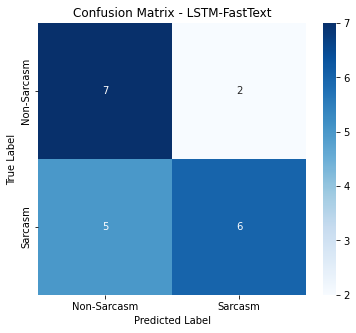 Confusion Matrix - LSTM-FastText
Non-Sarcasm
Sarcasm
True Label
7
2
5
6
Non-Sarcasm
Sarcasm
Predicted Label
7
6
5
4
3
2